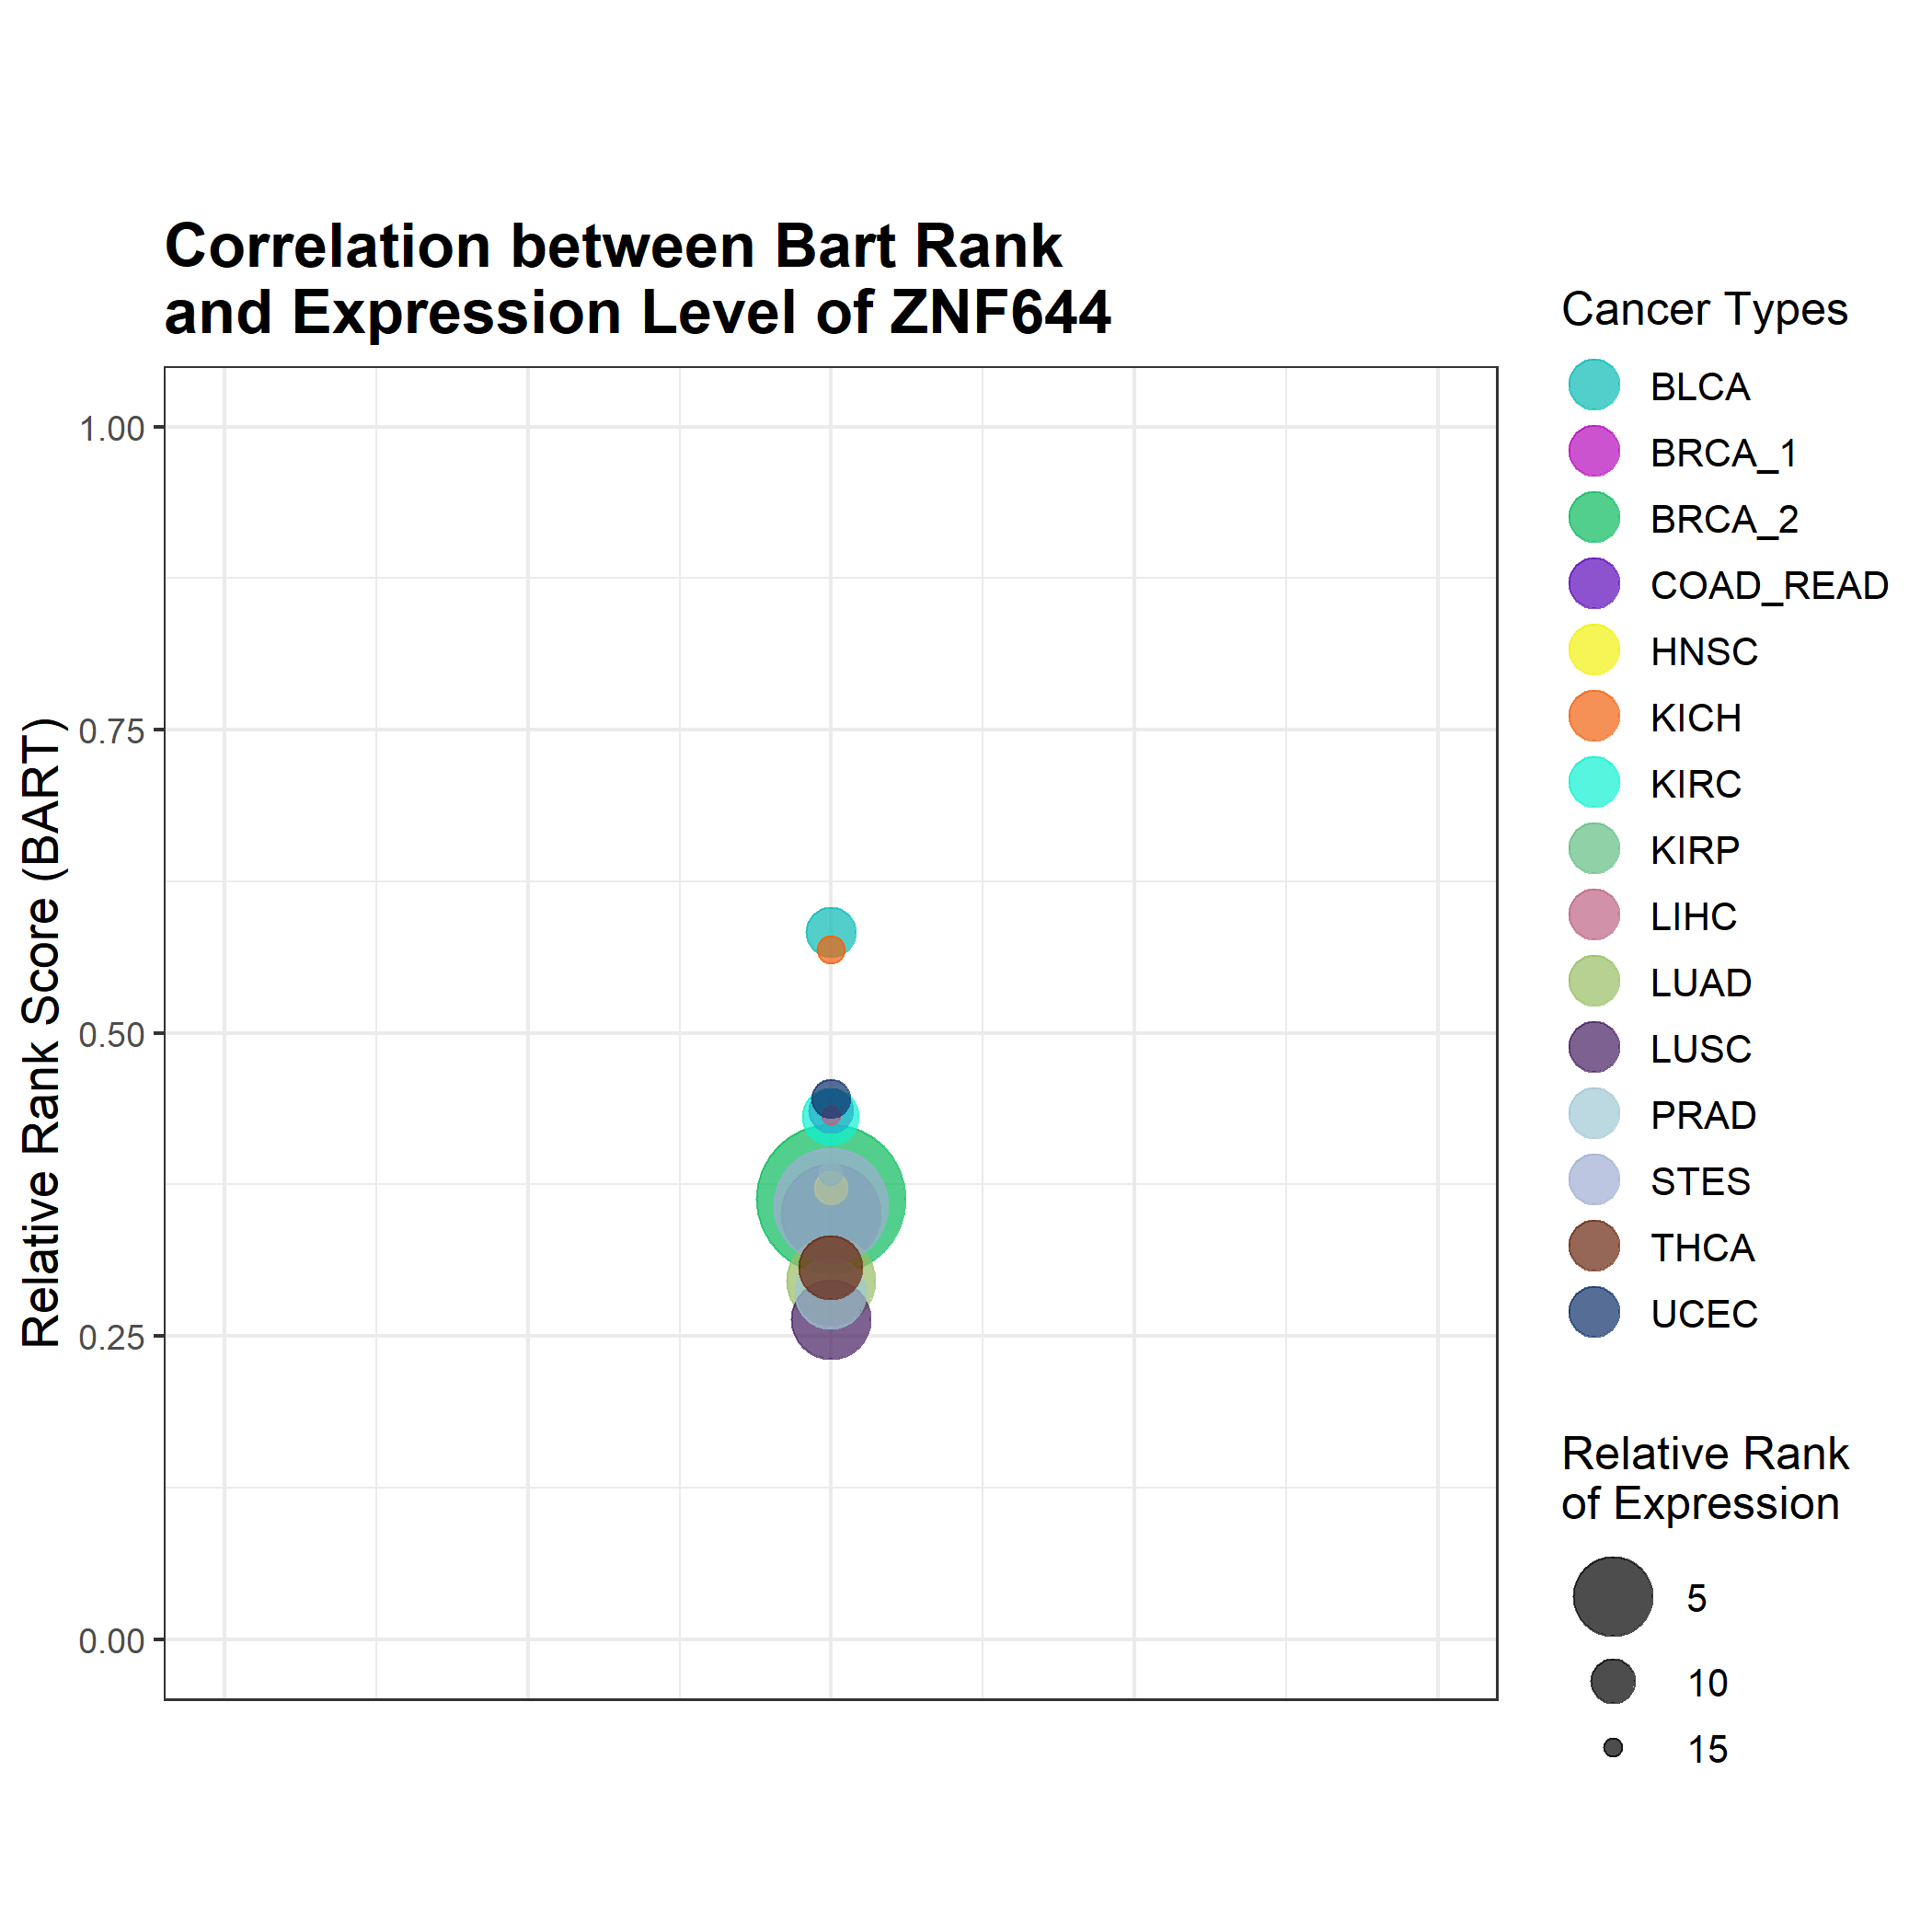 Correlation between Bart Rank
and Expression Level of ZNF644
Relative Rank Score (BART)
1.00
0.75
0.50
0.25
0.00
Cancer Types
BLCA
BRCA_1
BRCA_2
COAD_READ
HNSC
KICH
KIRC
KIRP
LIHC
LUAD
LUSC
PRAD
STES
THCA
UCEC
Relative Rank
of Expression
5
10
15